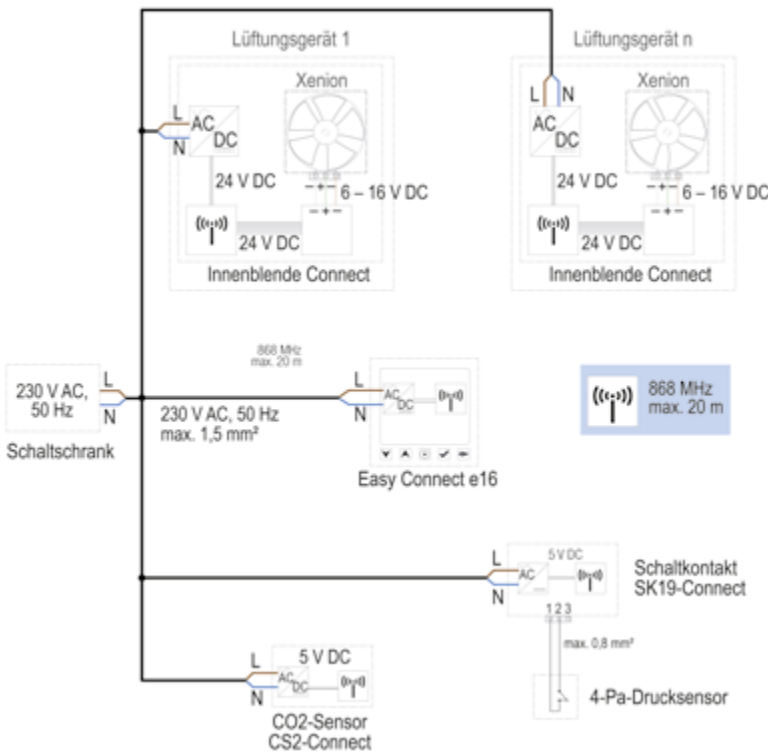 Lüftungsgerät 1
Xenion
L
N
AC
DC
24 V DC
− + −
6 – 16 V DC
− + −
24 V DC
Innenblende Connect
Lüftungsgerät n
Xenion
L N
AC
DC
24 V DC
− + −
6 – 16 V DC
− + −
24 V DC
Innenblende Connect
230 V AC,
50 Hz
L
N
Schaltschrank
868 MHz
max. 20 m
230 V AC, 50 Hz
max. 1,5 mm²
L
N
AC
DC
Easy Connect e16
868 MHz
max. 20 m
L
N
5 V DC
AC
1 2 3
Schaltkontakt
SK19-Connect
max. 0,8 mm²
4-Pa-Drucksensor
L
N
5 V DC
AC
DC
CO2-Sensor
CS2-Connect